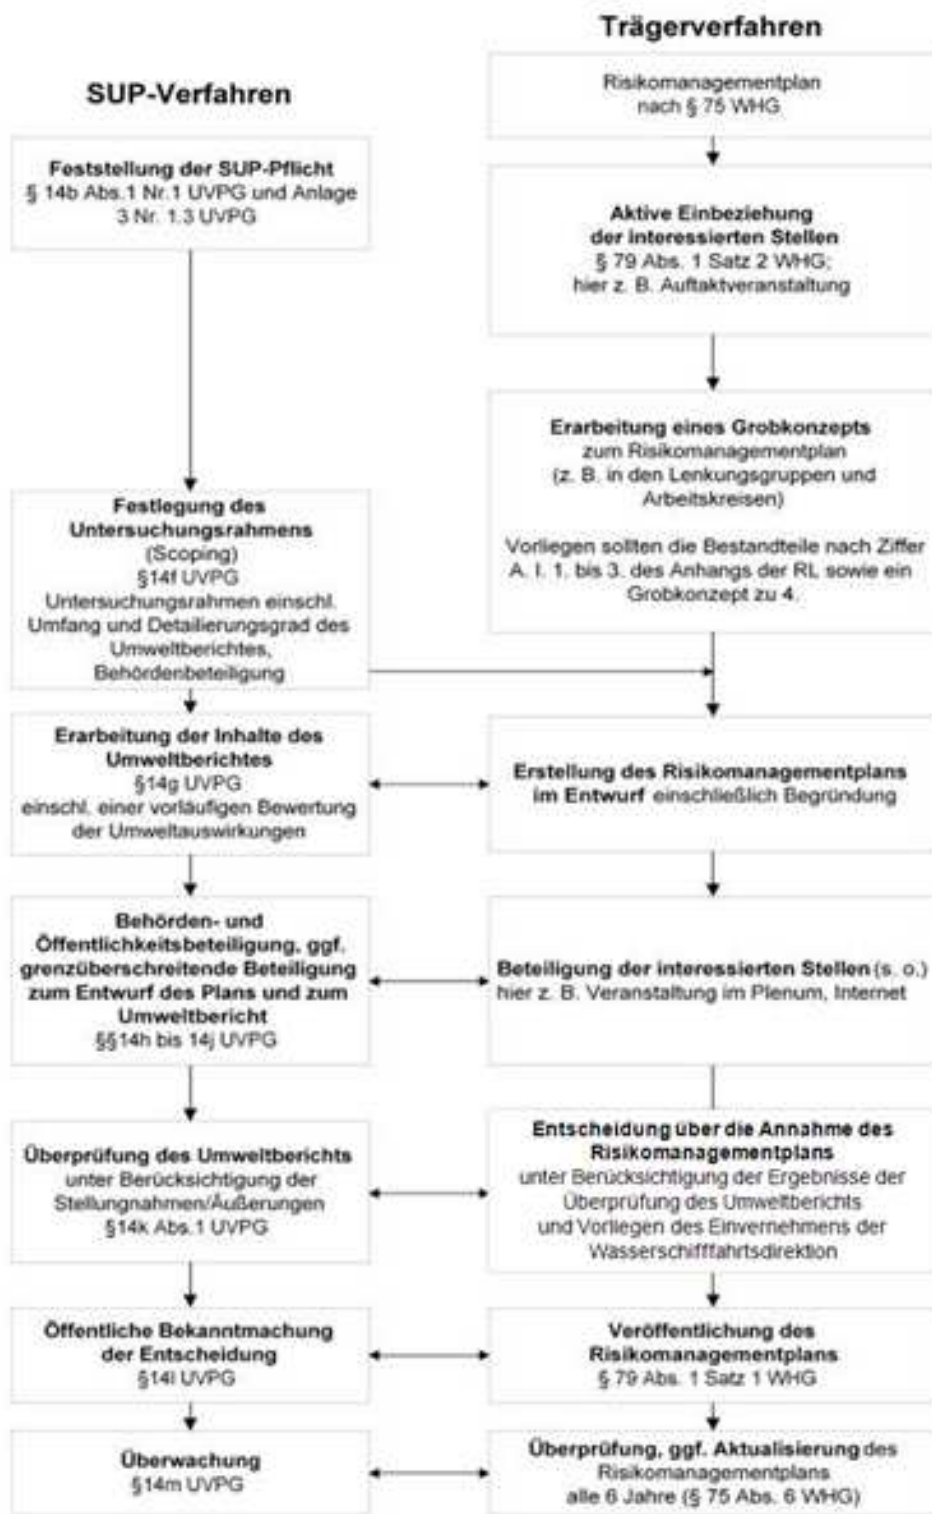 SUP-Verfahren
Feststellung der SUP-Pflicht
§ 14b Abs.1 Nr.1 UVPG und Anlage
3 Nr. 1.3 UVPG
Festlegung des
Untersuchungsrahmens
(Scoping)
§14f UVPG
Untersuchungsrahmen einschl.
Umfang und Detailierungsgrad des
Umweltberichtes,
Behördenbeteiligung
Erarbeitung der Inhalte des
Umweltberichtes
§14g UVPG
einschl. einer vorläufigen Bewertung
der Umweltauswirkungen
Behörden- und
Öffentlichkeitsbeteiligung, ggf.
grenzüberschreitende Beteiligung
zum Entwurf des Plans und zum
Umweltbericht
§§14h bis 14j UVPG
Überprüfung des Umweltberichts
unter Berücksichtigung der
Stellungnahmen/Äußerungen
§14k Abs.1 UVPG
Öffentliche Bekanntmachung
der Entscheidung
§14l UVPG
Überwachung
§14m UVPG
Trägerverfahren
Risikomanagementplan
nach § 75 WHG
Aktive Einbeziehung
der interessierten Stellen
§ 79 Abs. 1 Satz 2 WHG;
hier z. B. Auftaktveranstaltung
Erarbeitung eines Grobkonzepts
zum Risikomanagementplan
(z. B. in den Lenkungsgruppen und
Arbeitskreisen)
Vorliegen sollten die Bestandteile nach Ziffer
A. I. 1. bis 3. des Anhangs der RL sowie ein
Grobkonzept zu 4.
Erstellung des Risikomanagementplans
im Entwurf einschließlich Begründung
Beteiligung der interessierten Stellen (s. o.)
hier z. B. Veranstaltung im Plenum, Internet
Entscheidung über die Annahme des
Risikomanagementplans
unter Berücksichtigung der Ergebnisse der
Überprüfung des Umweltberichts
und Vorliegen des Einvernehmens der
Wasserschifffahrtsdirektion
Veröffentlichung des
Risikomanagementplans
§ 79 Abs. 1 Satz 1 WHG
Überprüfung, ggf. Aktualisierung des
Risikomanagementplans
alle 6 Jahre (§ 75 Abs. 6 WHG)